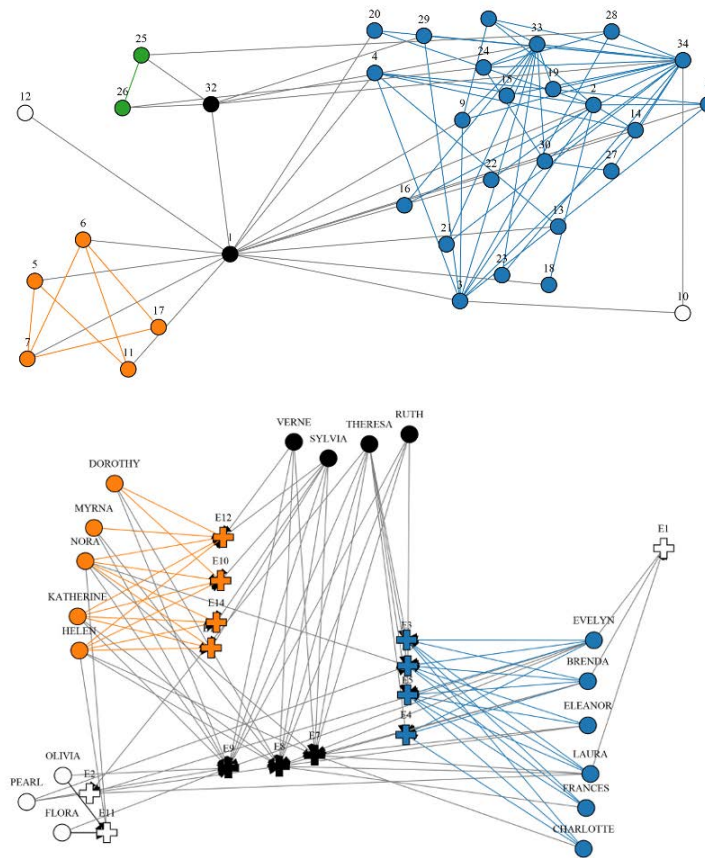 20
29
33
28
25
4
24
34
32
18
19
2
12
26
9
14
30
27
22
16
13
6
1
21
5
23
18
3
17
10
7
11
RUTH
VERNE
THERESA
SYLVIA
DOROTHY
MYRNA
E12
E1
NORA
E10
KATHERINE
E14
EVELYN
HELEN
E3
BRENDA
E5
ELEANOR
E4
OLIVIA
E9
E8
E7
LAURA
PEARL
E2
FRANCES
FLORA
E11
CHARLOTTE